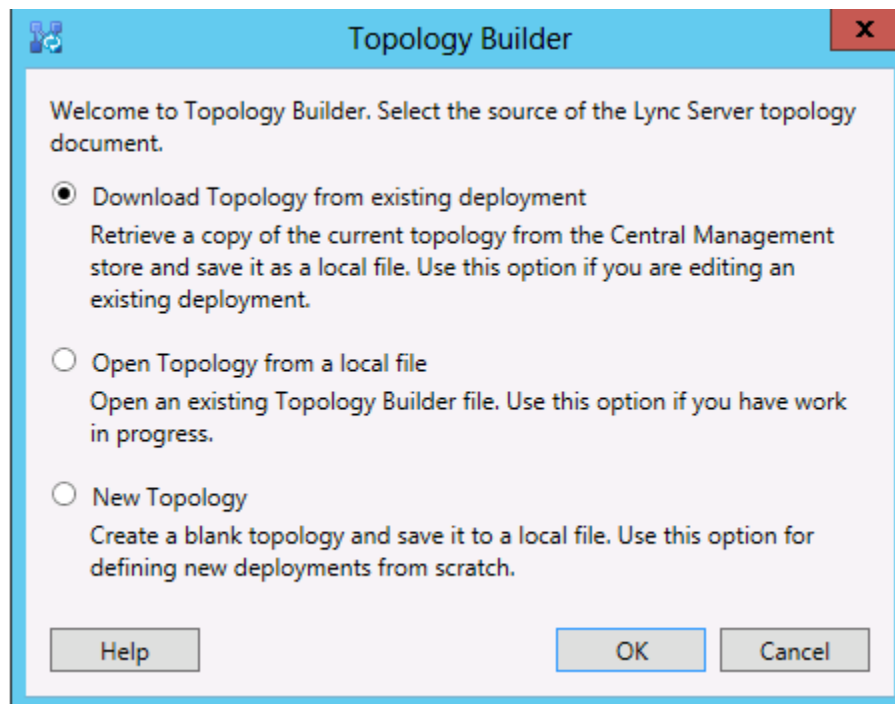 Topology Builder
x
Welcome to Topology Builder. Select the source of the Lync Server topology
document.
Download Topology from existing deployment
Retrieve a copy of the current topology from the Central Management
store and save it as a local file. Use this option if you are editing an
existing deployment.
Open Topology from a local file
Open an existing Topology Builder file. Use this option if you have work
in progress.
New Topology
Create a blank topology and save it to a local file. Use this option for
defining new deployments from scratch.
Help
OK
Cancel